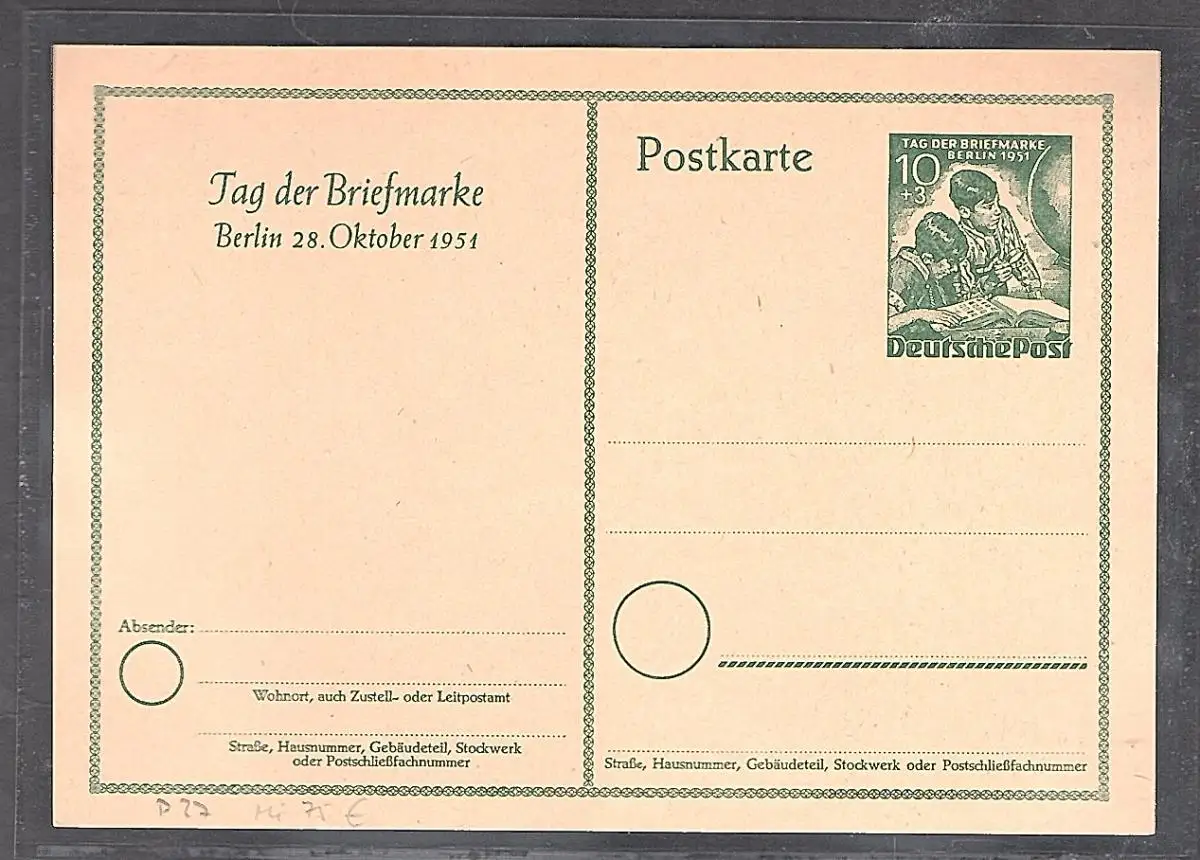 Tag der Briefmarke
Berlin 28. Oktober 1951
Postkarte
TAG DER BRIEFMARKE
BERLIN 1951
10
+3
Deutsche Post
Absender:
Wohnort, auch Zustell- oder Leitpostamt
Straße, Hausnummer, Gebäudeteil, Stockwerk
oder Postschließfachnummer
Straße, Hausnummer, Gebäudeteil, Stockwerk oder Postschließfachnummer
P 27 Mi 75 €